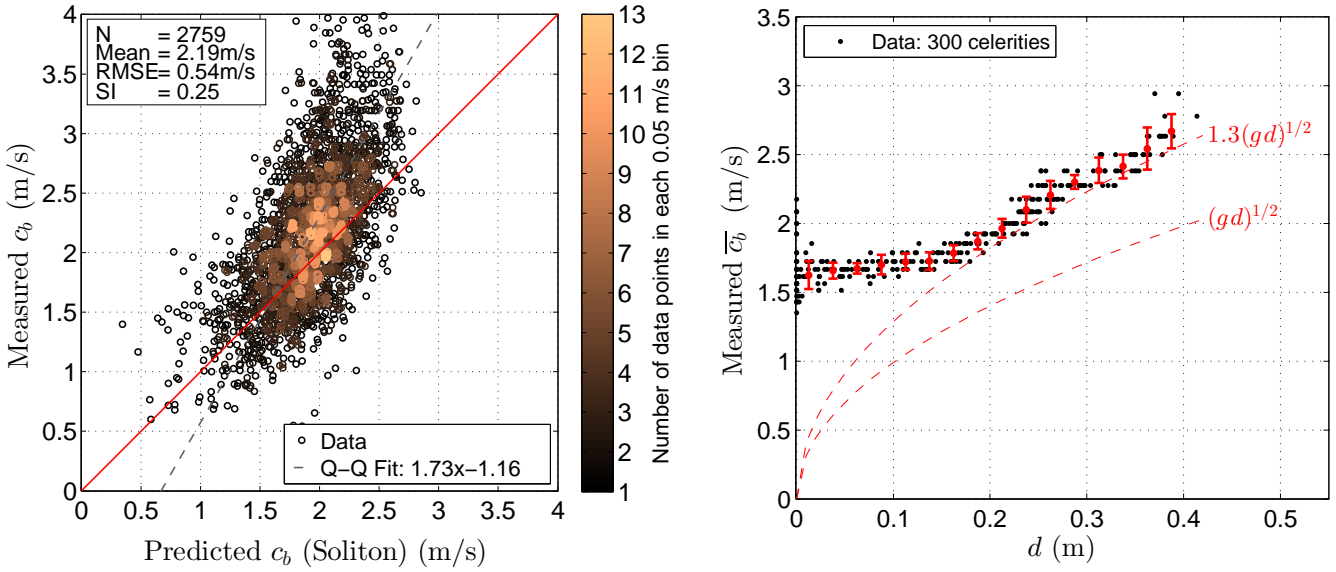 N = 2759
Mean = 2.19m/s
RMSE= 0.54m/s
SI = 0.25
4
3.5
3
2.5
2
1.5
1
0.5
0
0 0.5 1 1.5 2 2.5 3 3.5 4
Measured c_b (m/s)
Predicted c_b (Soliton) (m/s)
Data
Q−Q Fit: 1.73x−1.16
13
12
11
10
9
8
7
6
5
4
3
2
1
Number of data points in each 0.05 m/s bin
Data: 300 celerities
3.5
3
2.5
2
1.5
1
0.5
0
0 0.1 0.2 0.3 0.4 0.5
Measured \overline{c_b} (m/s)
d (m)
1.3(gd)^{1/2}
(gd)^{1/2}